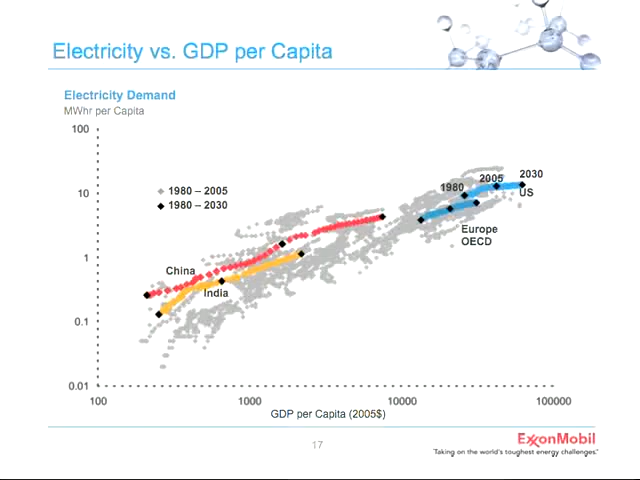 Electricity vs. GDP per Capita
Electricity Demand
MWhr per Capita
100
10
1
0.1
0.01
1980 – 2005
1980 – 2030
China
India
1980
2005
2030
US
Europe
OECD
100
1000
10000
100000
GDP per Capita (2005$)
17
ExxonMobil
"Taking on the world's toughest energy challenges."